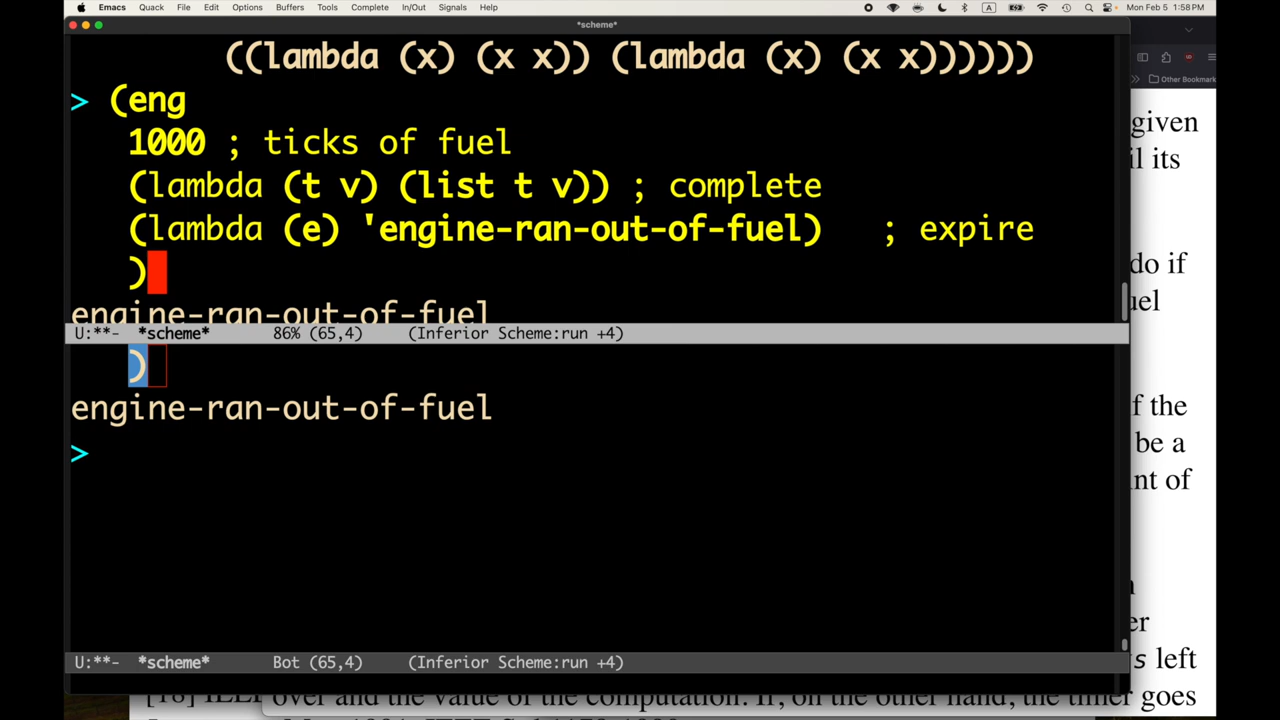 Emacs Quack File Edit Options Buffers Tools Complete In/Out Signals Help
Mon Feb 5 1:58 PM
*scheme*
((lambda (x) (x x)) (lambda (x) (x x))))))
> (eng
1000 ; ticks of fuel
(lambda (t v) (list t v)) ; complete
(lambda (e) 'engine-ran-out-of-fuel) ; expire
)
engine-ran-out-of-fuel
U:**- *scheme* 86% (65,4) (Inferior Scheme:run +4)
)
engine-ran-out-of-fuel
>
U:**- *scheme* Bot (65,4) (Inferior Scheme:run +4)
Other Bookmark
given
il its
do if
uel
f the
be a
nt of
er
s left
over and the value of the computation. If, on the other hand, the timer goes